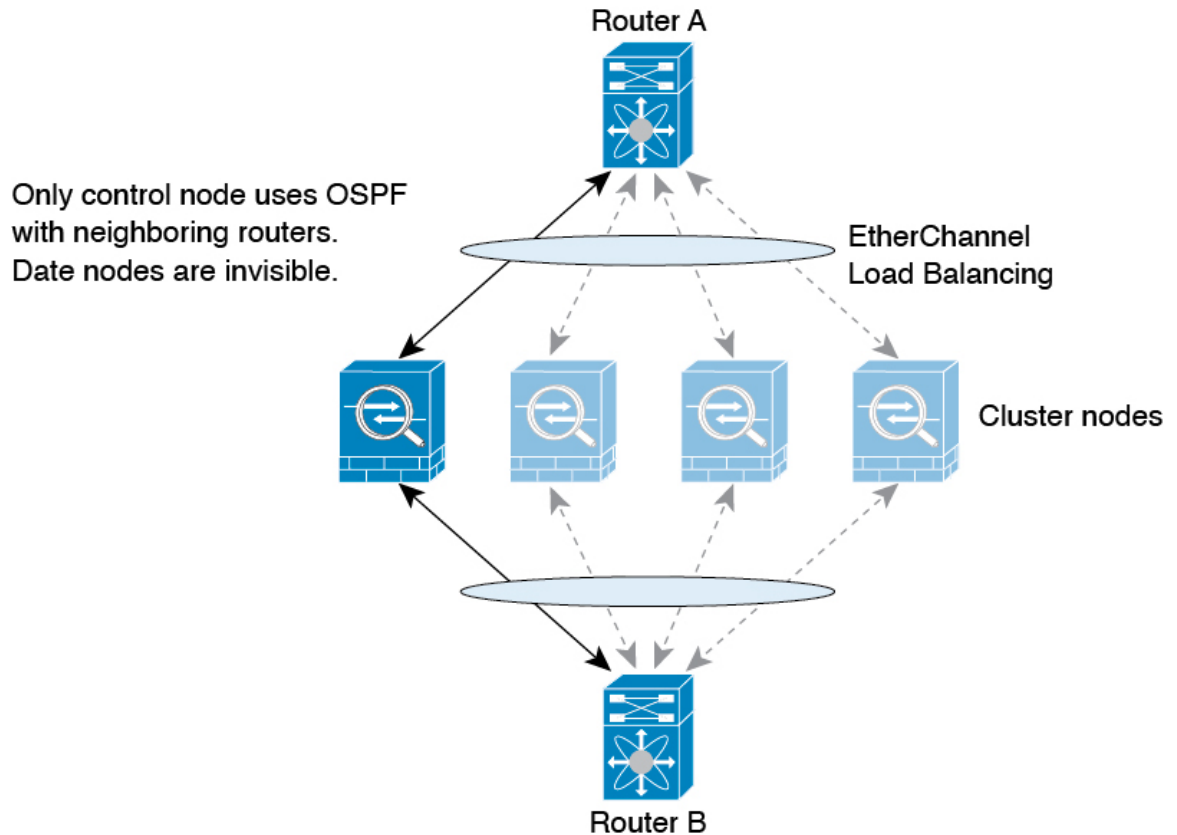 Router A
Only control node uses OSPF
with neighboring routers.
Date nodes are invisible.
EtherChannel
Load Balancing
Cluster nodes
Router B